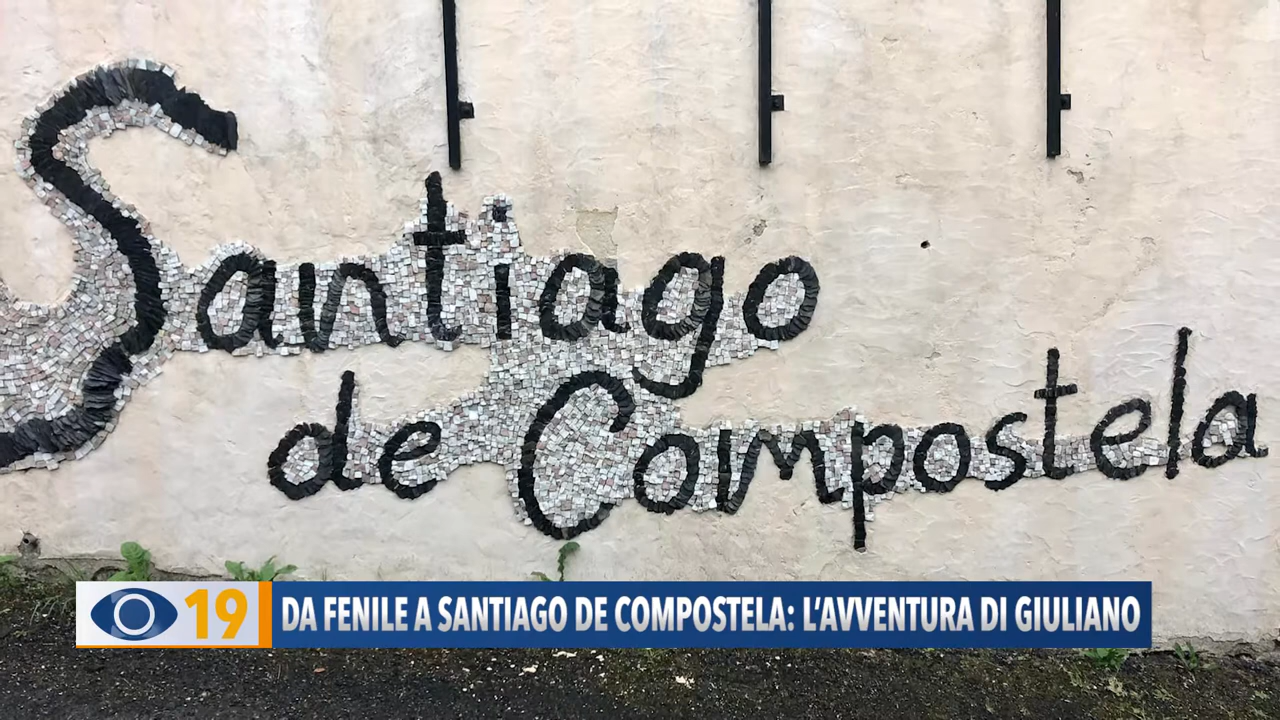 Santiago
de Compostela
19 DA FENILE A SANTIAGO DE COMPOSTELA: L'AVVENTURA DI GIULIANO